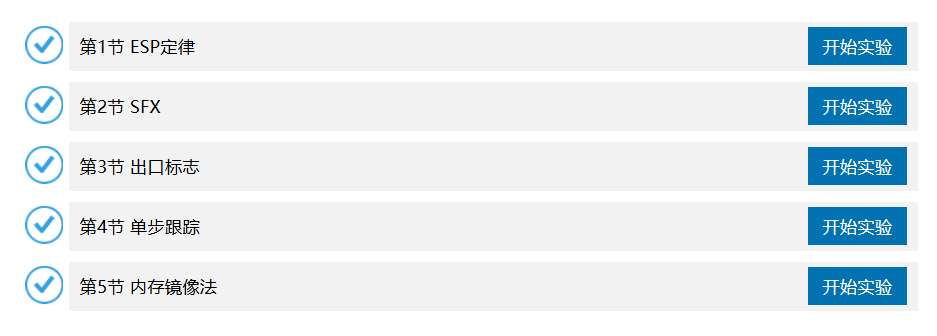 第1节 ESP定律 开始实验
第2节 SFX 开始实验
第3节 出口标志 开始实验
第4节 单步跟踪 开始实验
第5节 内存镜像法 开始实验